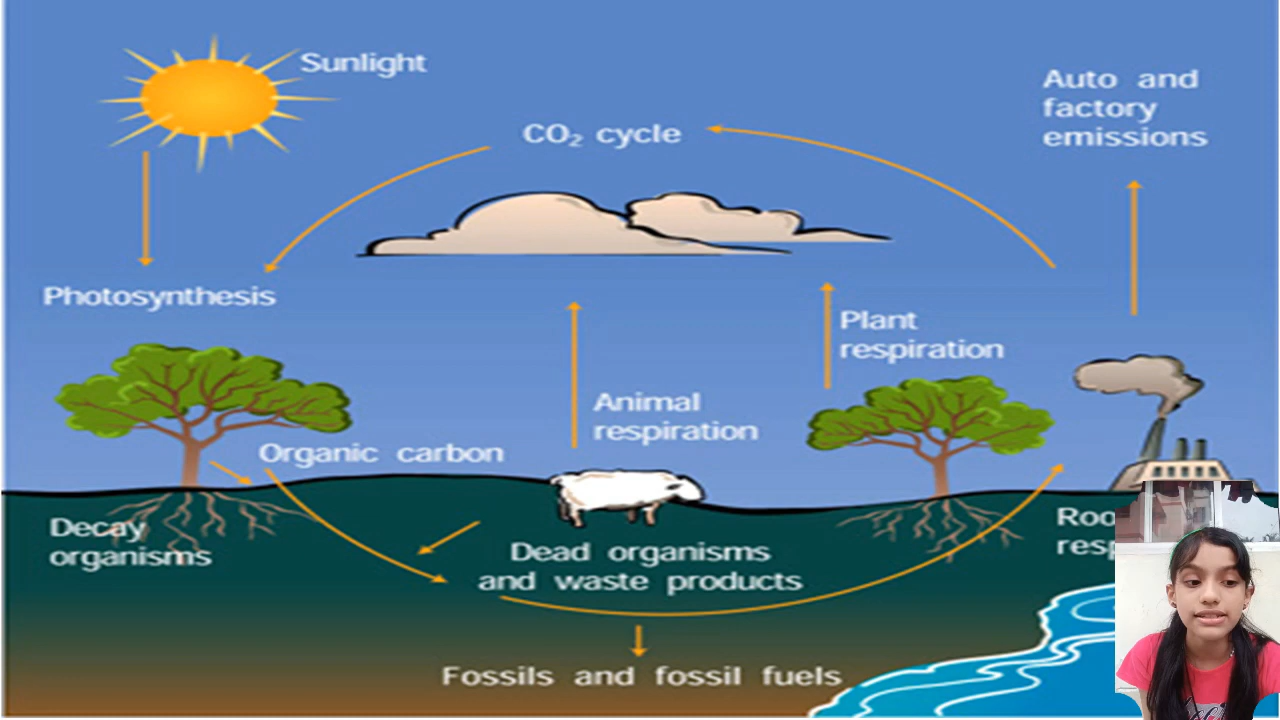 Sunlight
Auto and
factory
emissions
CO₂ cycle
Photosynthesis
Plant
respiration
Animal
respiration
Organic carbon
Decay
organisms
Dead organisms
and waste products
Fossils and fossil fuels